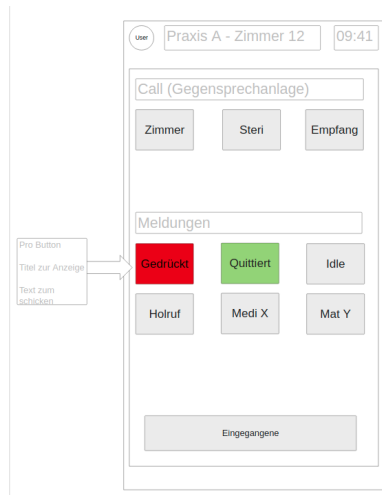 User
Praxis A - Zimmer 12
09:41
Call (Gegensprechanlage)
Zimmer
Steri
Empfang
Meldungen
Pro Button
Titel zur Anzeige
Text zum
schicken
Gedrückt
Quittiert
Idle
Holruf
Medi X
Mat Y
Eingegangene